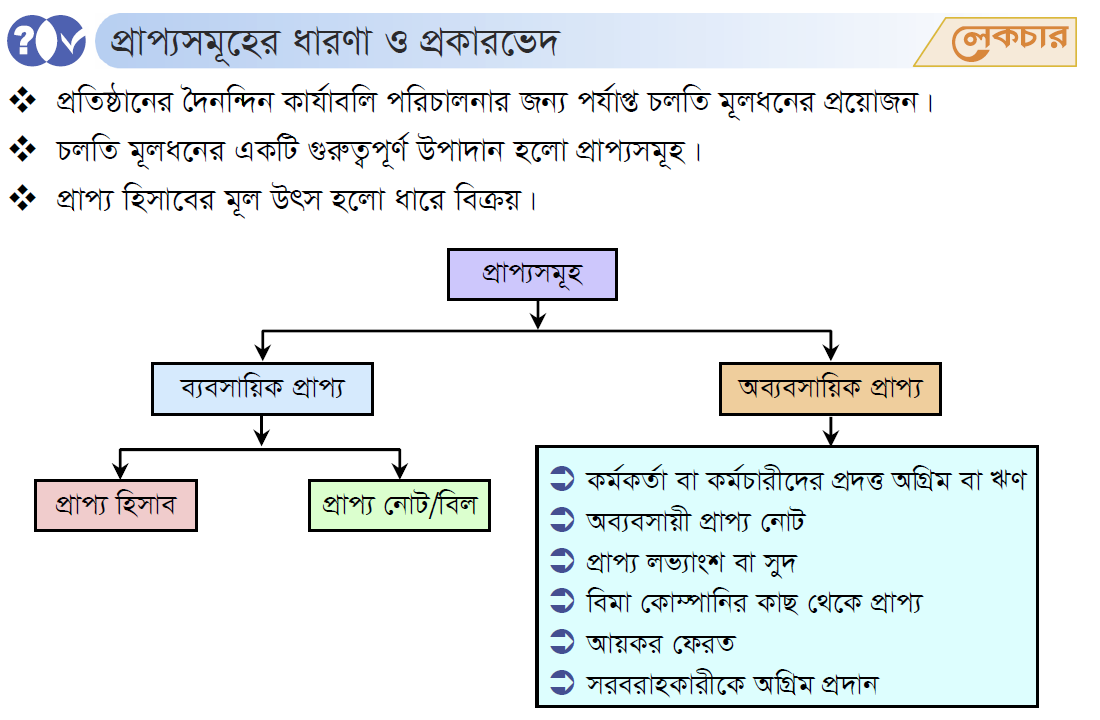 প্রাপ্যসমূহের ধারণা ও প্রকারভেদ
লেকচার
প্রতিষ্ঠানের দৈনন্দিন কার্যাবলি পরিচালনার জন্য পর্যাপ্ত চলতি মূলধনের প্রয়োজন।
চলতি মূলধনের একটি গুরুত্বপূর্ণ উপাদান হলো প্রাপ্যসমূহ।
প্রাপ্য হিসাবের মূল উৎস হলো ধারে বিক্রয়।
প্রাপ্যসমূহ
ব্যবসায়িক প্রাপ্য
অব্যবসায়িক প্রাপ্য
প্রাপ্য হিসাব
প্রাপ্য নোট/বিল
কর্মকর্তা বা কর্মচারীদের প্রদত্ত অগ্রিম বা ঋণ
অব্যবসায়ী প্রাপ্য নোট
প্রাপ্য লভ্যাংশ বা সুদ
বিমা কোম্পানির কাছ থেকে প্রাপ্য
আয়কর ফেরত
সরবরাহকারীকে অগ্রিম প্রদান